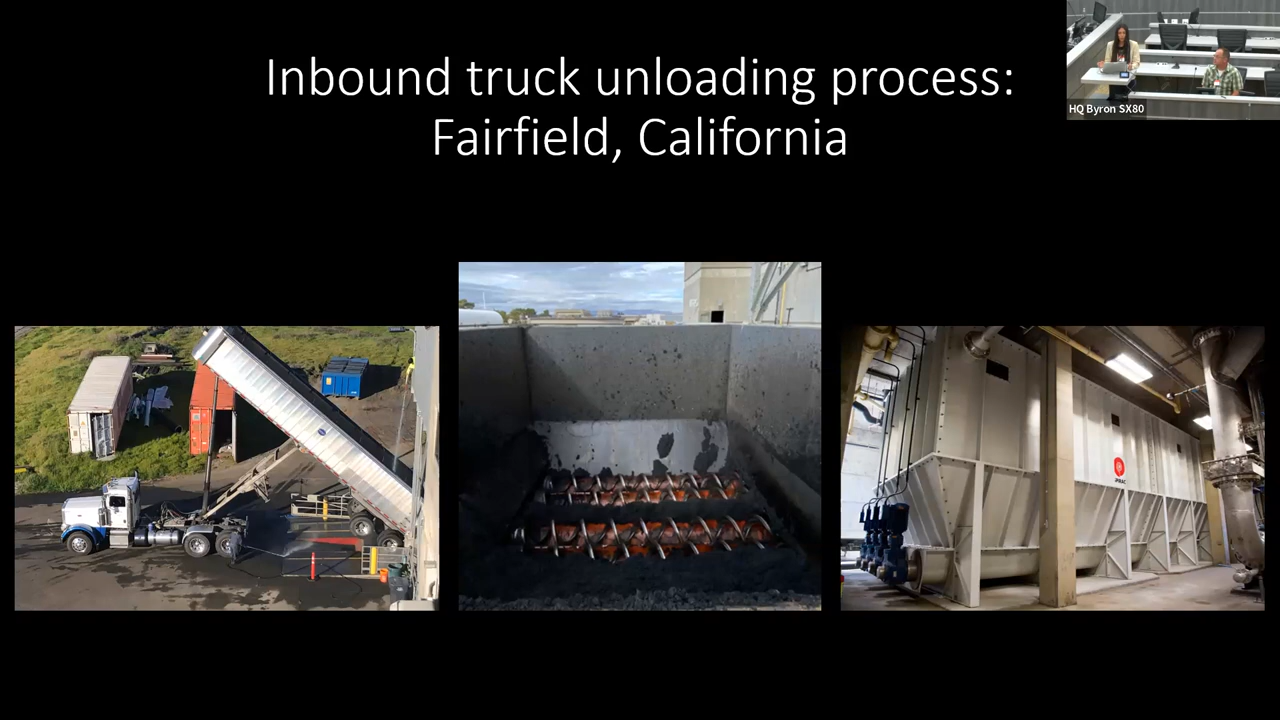 Inbound truck unloading process:
Fairfield, California
HQ Byron SX80